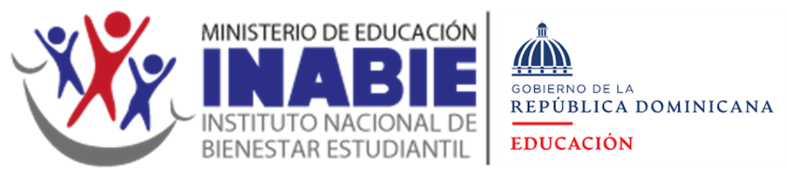 MINISTERIO DE EDUCACIÓN
INABIE
INSTITUTO NACIONAL DE
BIENESTAR ESTUDIANTIL
GOBIERNO DE LA
REPÚBLICA DOMINICANA
EDUCACIÓN